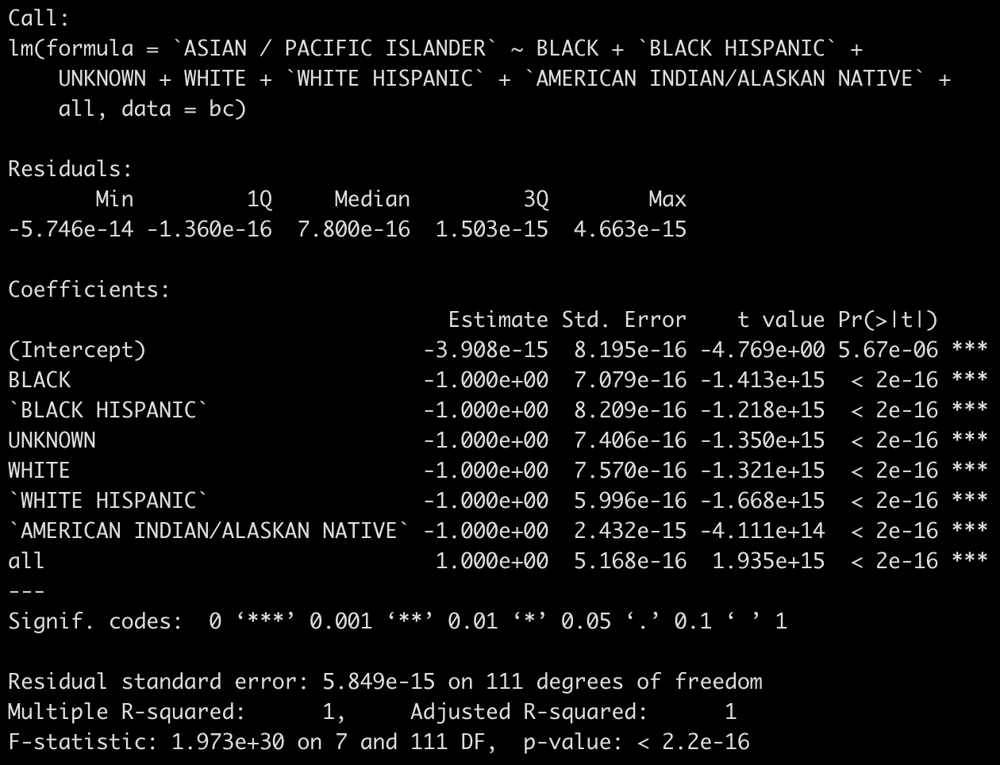 Call:
lm(formula = `ASIAN / PACIFIC ISLANDER` ~ BLACK + `BLACK HISPANIC` +
    UNKNOWN + WHITE + `WHITE HISPANIC` + `AMERICAN INDIAN/ALASKAN NATIVE` +
    all, data = bc)

Residuals:
       Min         1Q     Median         3Q        Max
-5.746e-14 -1.360e-16  7.800e-16  1.503e-15  4.663e-15

Coefficients:
                                   Estimate Std. Error    t value Pr(>|t|)
(Intercept)                      -3.908e-15  8.195e-16 -4.769e+00 5.67e-06 ***
BLACK                            -1.000e+00  7.079e-16 -1.413e+15  < 2e-16 ***
`BLACK HISPANIC`                 -1.000e+00  8.209e-16 -1.218e+15  < 2e-16 ***
UNKNOWN                          -1.000e+00  7.406e-16 -1.350e+15  < 2e-16 ***
WHITE                            -1.000e+00  7.570e-16 -1.321e+15  < 2e-16 ***
`WHITE HISPANIC`                 -1.000e+00  5.996e-16 -1.668e+15  < 2e-16 ***
`AMERICAN INDIAN/ALASKAN NATIVE` -1.000e+00  2.432e-15 -4.111e+14  < 2e-16 ***
all                               1.000e+00  5.168e-16  1.935e+15  < 2e-16 ***
---
Signif. codes:  0 ‘***’ 0.001 ‘**’ 0.01 ‘*’ 0.05 ‘.’ 0.1 ‘ ’ 1

Residual standard error: 5.849e-15 on 111 degrees of freedom
Multiple R-squared:      1,     Adjusted R-squared:      1
F-statistic: 1.973e+30 on 7 and 111 DF,  p-value: < 2.2e-16